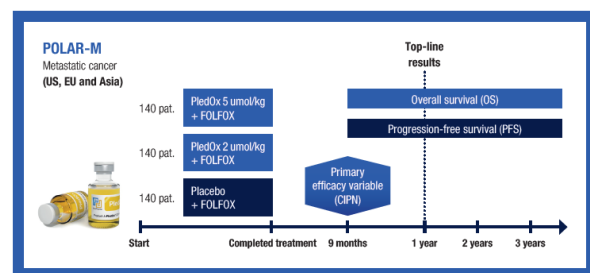 POLAR-M
Metastatic cancer
(US, EU and Asia)
Top-line
results
140 pat.
PledOx 5 umol/kg
+ FOLFOX
Overall survival (OS)
Progression-free survival (PFS)
140 pat.
PledOx 2 umol/kg
+ FOLFOX
140 pat.
Placebo
+ FOLFOX
Primary
efficacy variable
(CIPN)
Start
Completed treatment
9 months
1 year
2 years
3 years